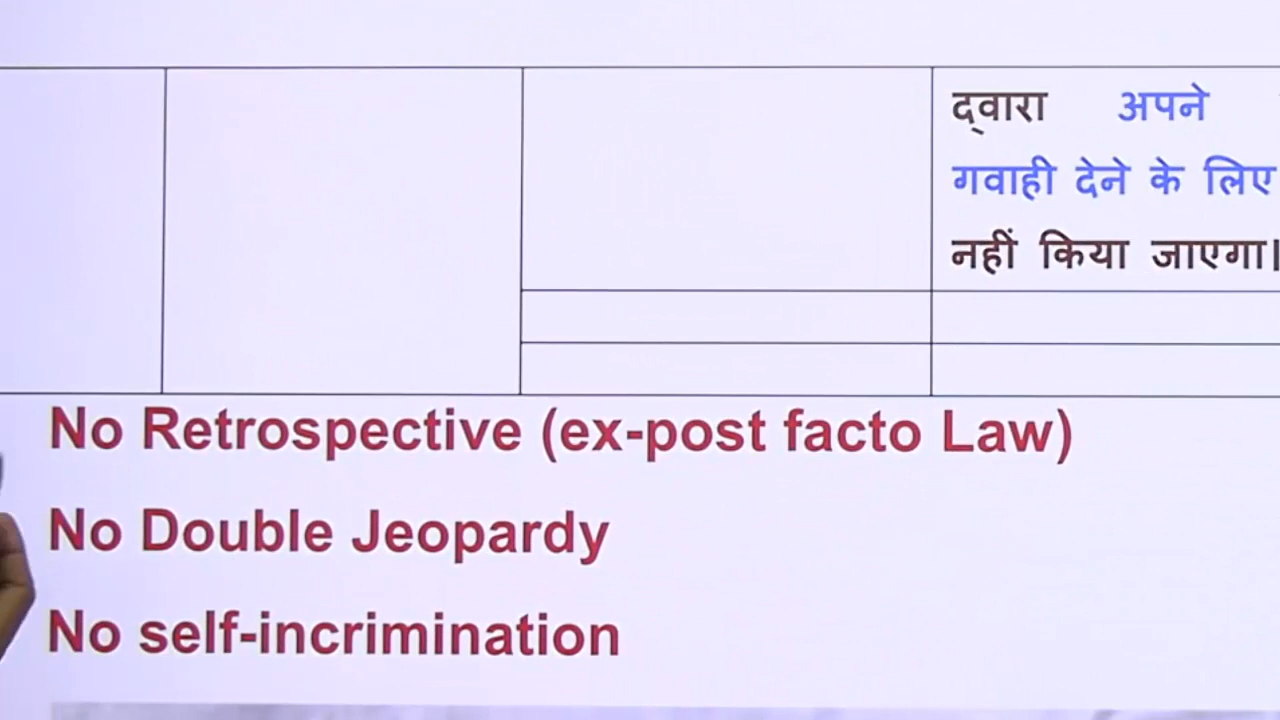 द्वारा अपने
गवाही देने के लिए
नहीं किया जाएगा।
No Retrospective (ex-post facto Law)
No Double Jeopardy
No self-incrimination